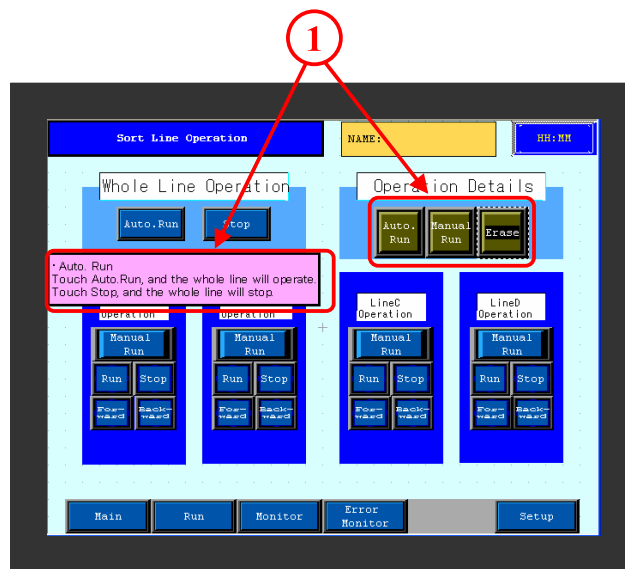 1
Sort Line Operation
NAME:
HH:MM
Whole Line Operation
Operation Details
Auto.Run
Stop
Auto.
Run
Manual
Run
Erase
・Auto. Run
Touch Auto.Run, and the whole line will operate.
Touch Stop, and the whole line will stop.
Operation
Operation
LineC
Operation
LineD
Operation
Manual
Run
Run
Stop
For-
ward
Back-
ward
Manual
Run
Run
Stop
For-
ward
Back-
ward
Manual
Run
Run
Stop
For-
ward
Back-
ward
Manual
Run
Run
Stop
For-
ward
Back-
ward
Main
Run
Monitor
Error
Monitor
Setup